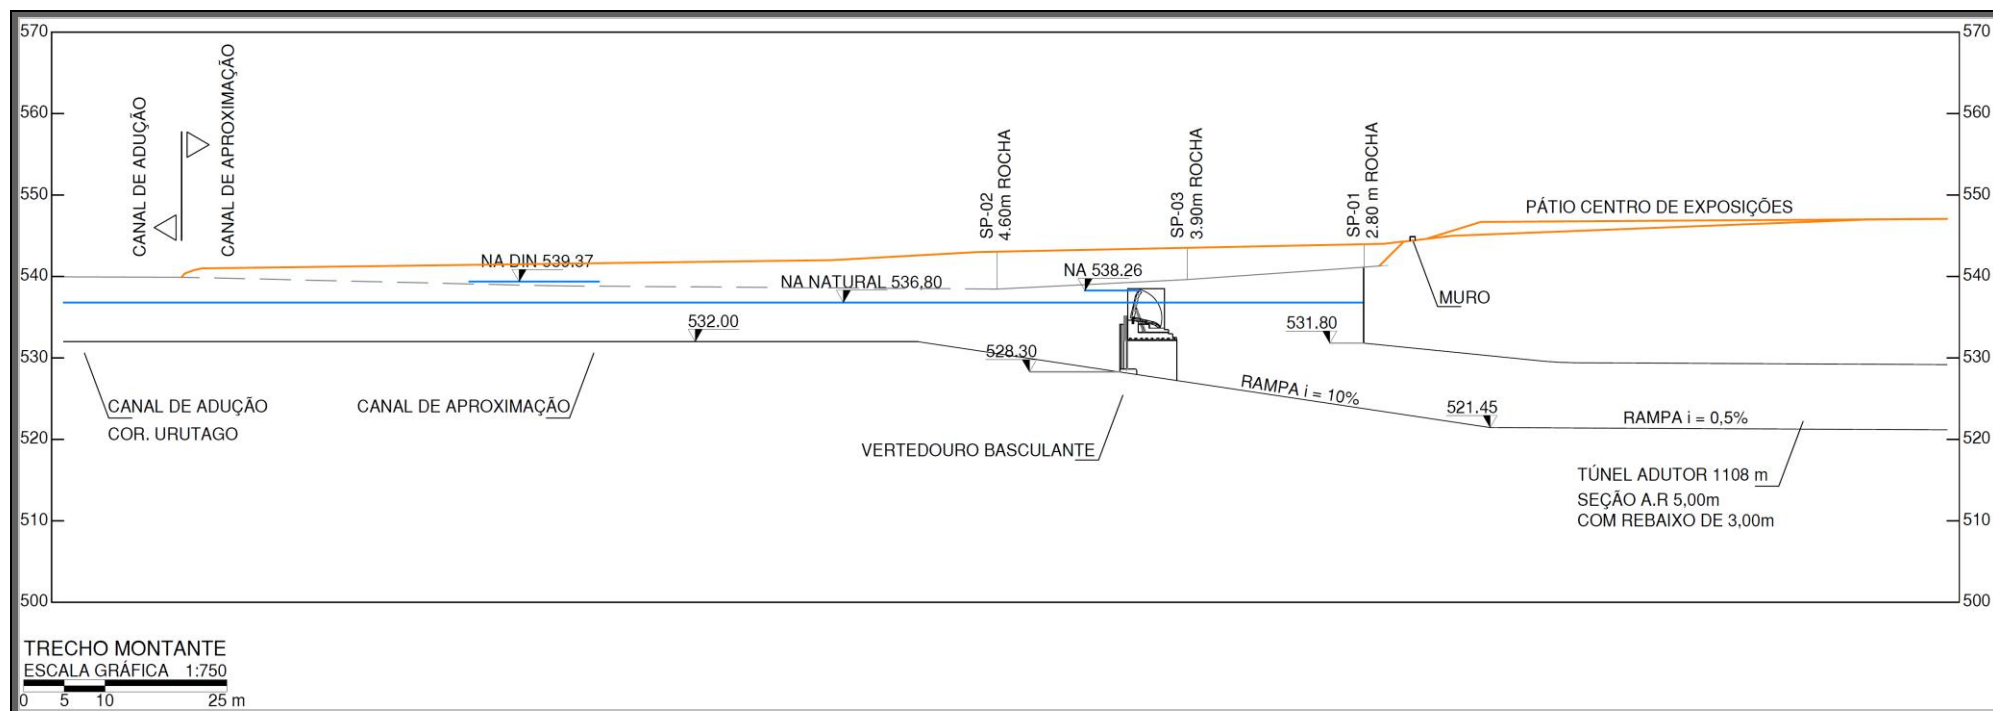 570
560
550
540
530
520
510
500
570
560
550
540
530
520
510
500
CANAL DE ADUÇÃO
CANAL DE APROXIMAÇÃO
SP-02
4.60m ROCHA
SP-03
3.90m ROCHA
SP-01
2.80 m ROCHA
PÁTIO CENTRO DE EXPOSIÇÕES
NA DIN 539.37
NA NATURAL 536.80
NA 538.26
MURO
532.00
531.80
528.30
RAMPA i = 10%
CANAL DE ADUÇÃO
COR. URUTAGO
CANAL DE APROXIMAÇÃO
521.45
RAMPA i = 0,5%
VERTEDOURO BASCULANTE
TÚNEL ADUTOR 1108 m
SEÇÃO A.R 5,00m
COM REBAIXO DE 3,00m
TRECHO MONTANTE
ESCALA GRÁFICA 1:750
0 5 10 25 m